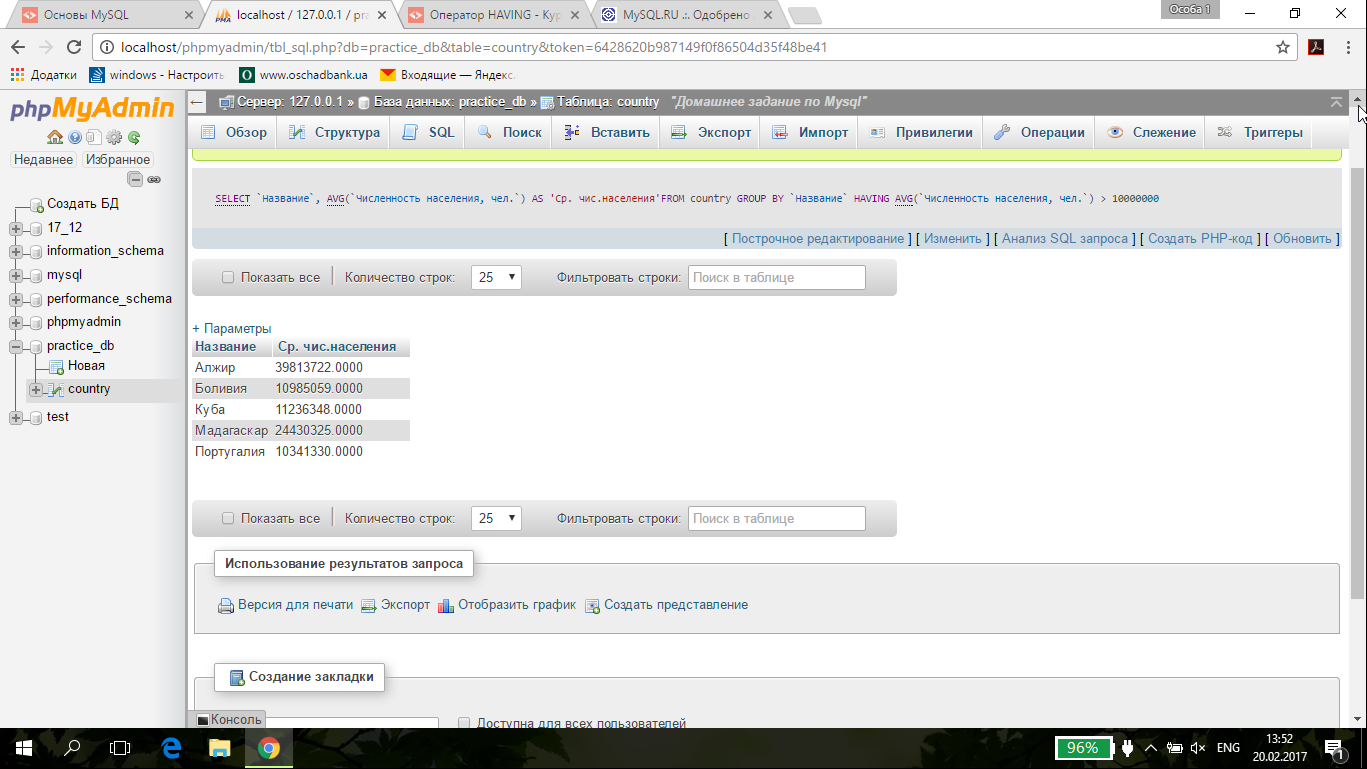 Основы MySQL
localhost / 127.0.0.1 / pra
Оператор HAVING - Кур
MySQL.RU .:. Одобрено
Особа 1
localhost/phpmyadmin/tbl_sql.php?db=practice_db&table=country&token=6428620b987149f0f86504d35f48be41
Додатки
windows - Настроить
www.oschadbank.ua
Входящие — Яндекс.
phpMyAdmin
Недавнее
Избранное
Создать БД
17_12
information_schema
mysql
performance_schema
phpmyadmin
practice_db
Новая
country
test
Сервер: 127.0.0.1 » База данных: practice_db » Таблица: country "Домашнее задание по Mysql"
Обзор
Структура
SQL
Поиск
Вставить
Экспорт
Импорт
Привилегии
Операции
Слежение
Триггеры
SELECT `Название`, AVG(`Численность населения, чел.`) AS 'Ср. чис.населения'FROM country GROUP BY `Название` HAVING AVG(`Численность населения, чел.`) > 10000000
[ Построчное редактирование ] [ Изменить ] [ Анализ SQL запроса ] [ Создать PHP-код ] [ Обновить ]
Показать все
Количество строк: 25
Фильтровать строки: Поиск в таблице
+ Параметры
Название Ср. чис.населения
Алжир 39813722.0000
Боливия 10985059.0000
Куба 11236348.0000
Мадагаскар 24430325.0000
Португалия 10341330.0000
Показать все
Количество строк: 25
Фильтровать строки: Поиск в таблице
Использование результатов запроса
Версия для печати
Экспорт
Отобразить график
Создать представление
Создание закладки
Консоль
Доступна для всех пользователей
96%
ENG
13:52
20.02.2017
1